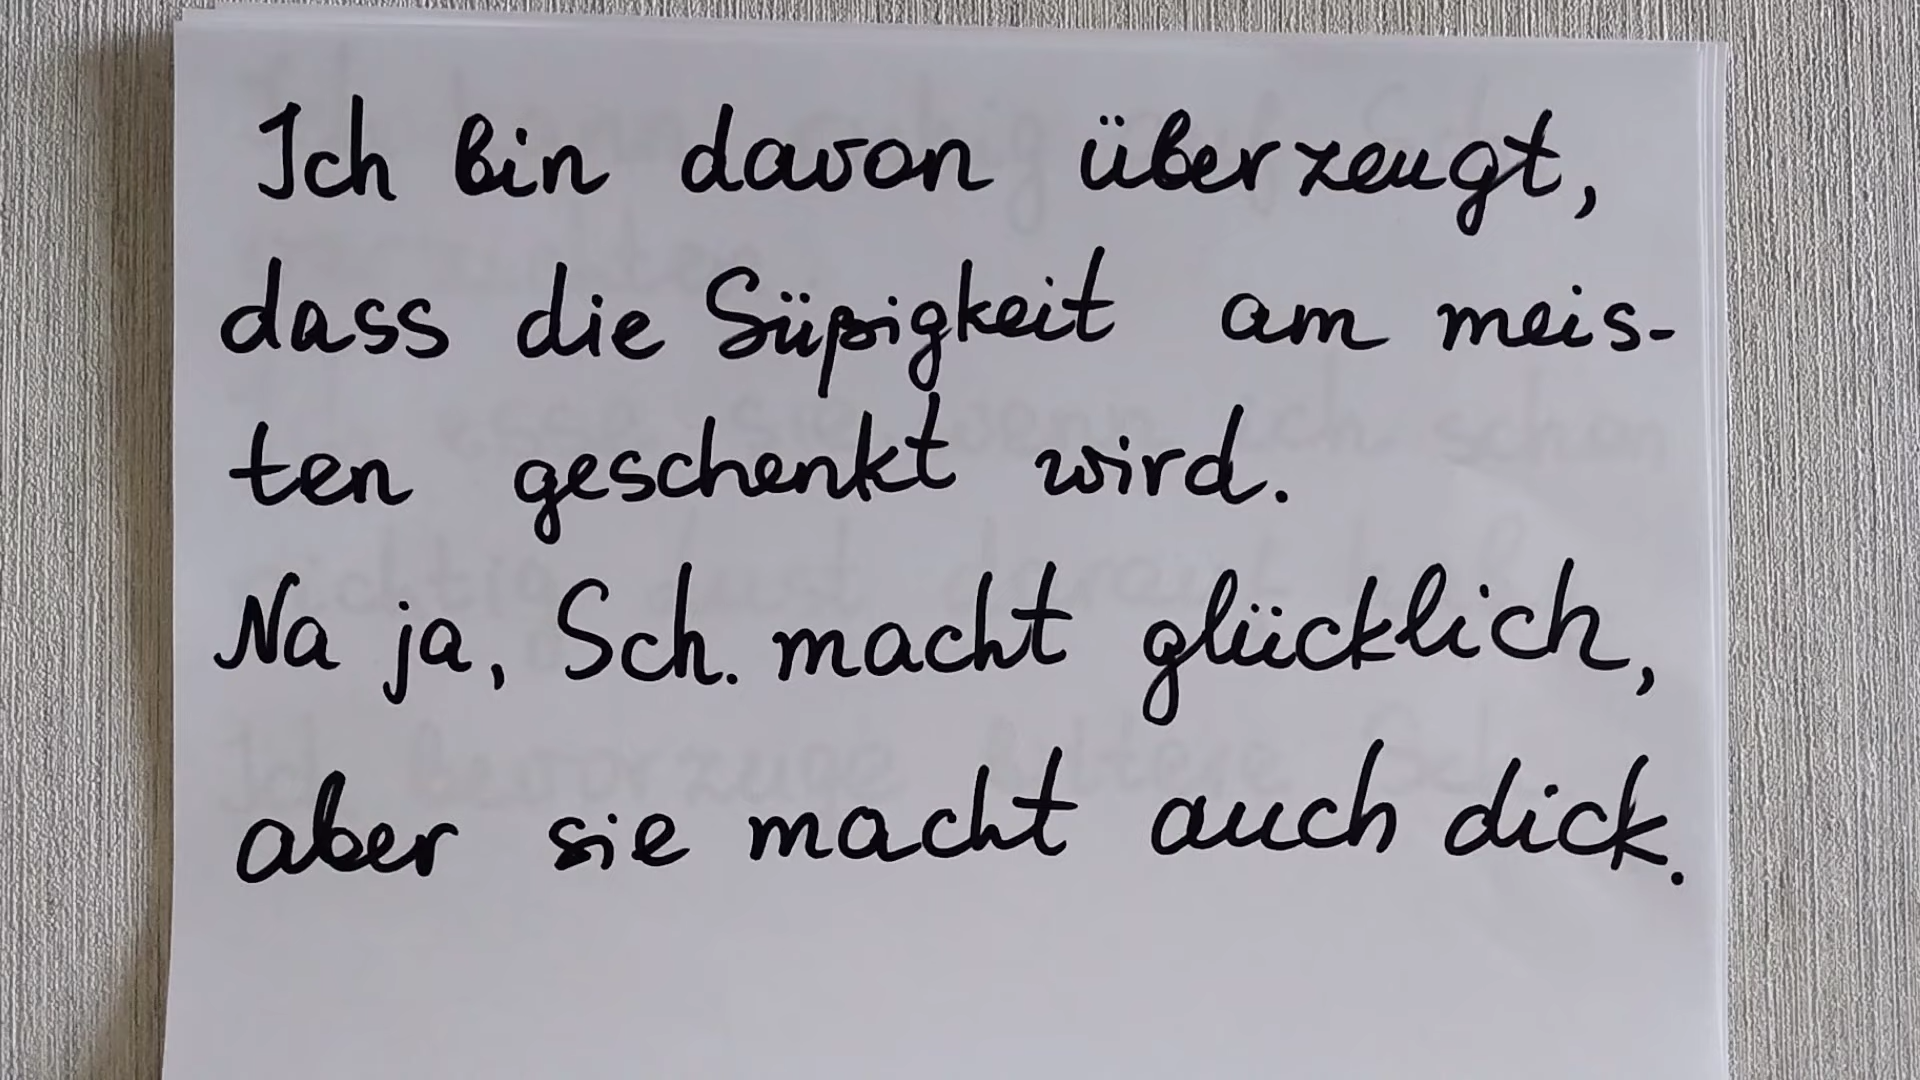 Ich bin davon überzeugt,
dass die Süßigkeit am meis-
ten geschenkt wird.
Na ja, Sch. macht glücklich,
aber sie macht auch dick.